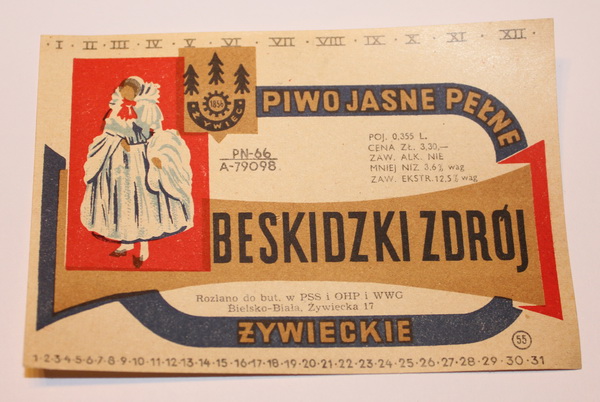 · I · II · III · IV · V · VI · VII · VIII · IX · X · XI · XII ·
1856
ŻYWIEC
PIWO JASNE PEŁNE
PN-66
A-79098
POJ. 0,355 L.
CENA ZŁ. 3,30,—
ZAW. ALK. NIE
MNIEJ NIZ 3.6% wag
ZAW. EKSTR. 12,5% wag
BESKIDZKI ZDRÓJ
Rozlano do but. w PSS i OHP i WWG
Bielsko-Biała, Żywiecka 17
ŻYWIECKIE
55
1·2·3·4·5·6·7·8·9·10·11·12·13·14·15·16·17·18·19·20·21·22·23·24·25·26·27·28·29·30·31